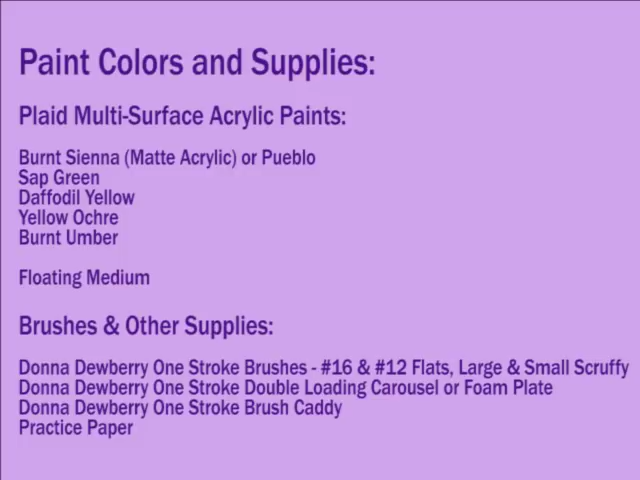 Paint Colors and Supplies:
Plaid Multi-Surface Acrylic Paints:
Burnt Sienna (Matte Acrylic) or Pueblo
Sap Green
Daffodil Yellow
Yellow Ochre
Burnt Umber
Floating Medium
Brushes & Other Supplies:
Donna Dewberry One Stroke Brushes - #16 & #12 Flats, Large & Small Scruffy
Donna Dewberry One Stroke Double Loading Carousel or Foam Plate
Donna Dewberry One Stroke Brush Caddy
Practice Paper